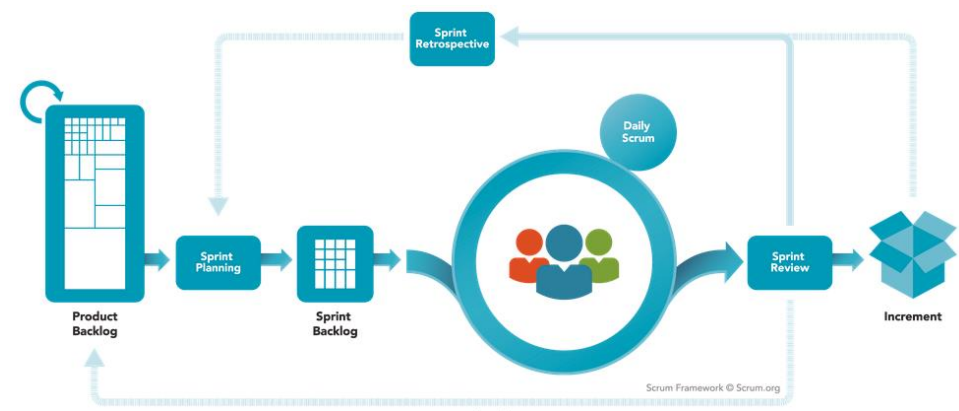 Sprint
Retrospective
Daily
Scrum
Sprint
Planning
Sprint
Review
Product
Backlog
Sprint
Backlog
Increment
Scrum Framework © Scrum.org